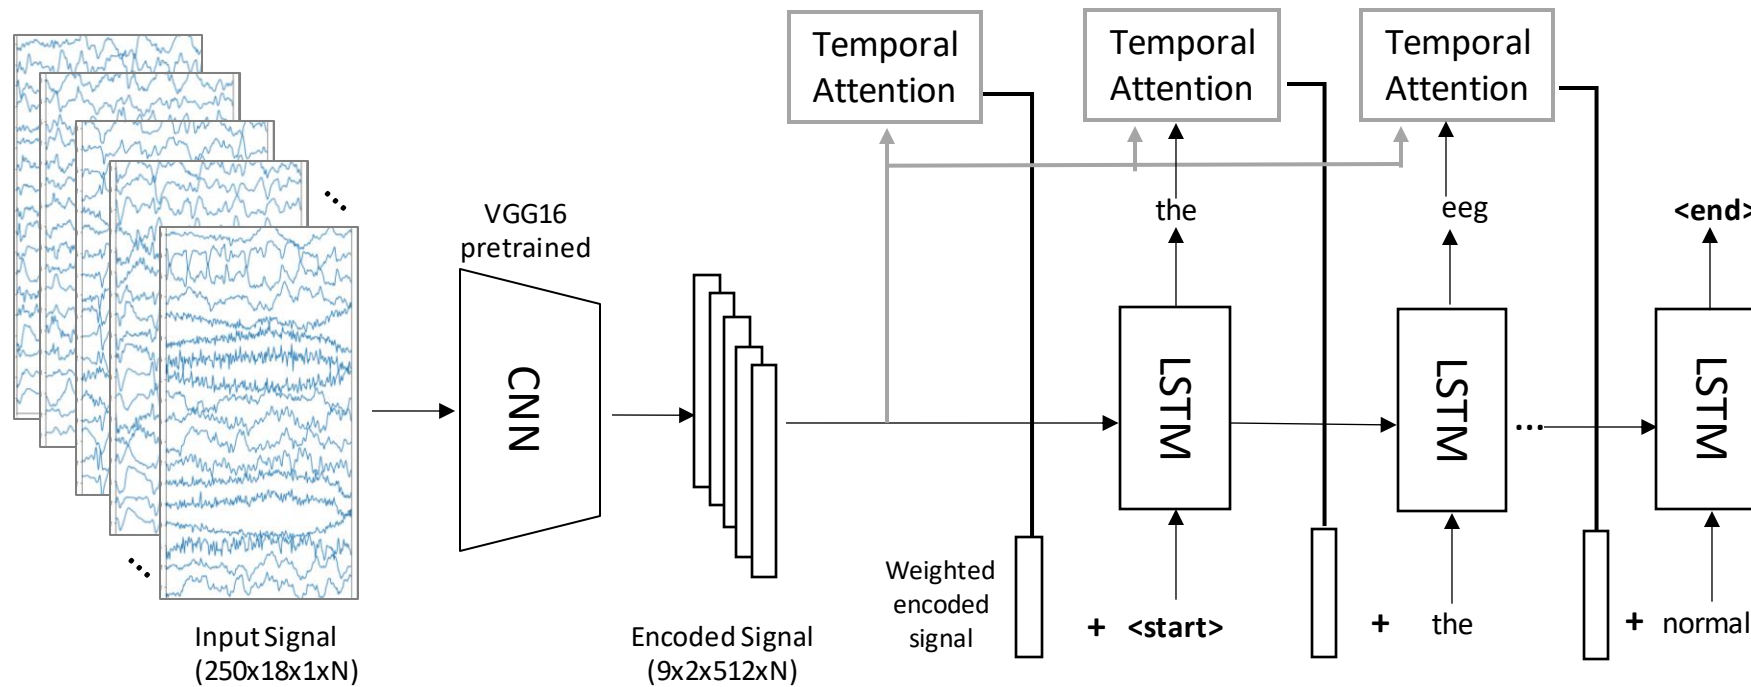 Temporal
Attention
Temporal
Attention
Temporal
Attention
VGG16
pretrained
the
eeg
<end>
CNN
LSTM
LSTM
...
LSTM
Weighted
encoded
signal
+ <start>
+ the
+ normal
Input Signal
(250x18x1xN)
Encoded Signal
(9x2x512xN)